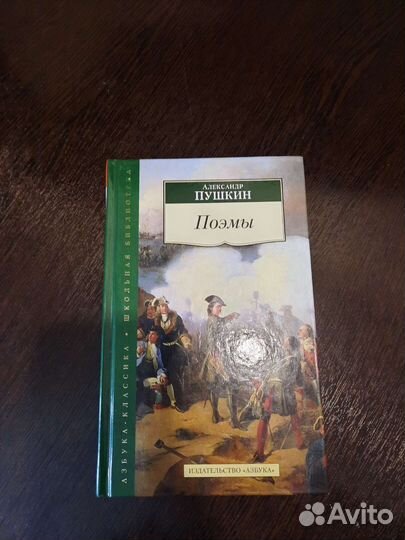 АЛЕКСАНДР
ПУШКИН
Поэмы
АЗБУКА-КЛАССИКА • ШКОЛЬНАЯ БИБЛИОТЕКА
ИЗДАТЕЛЬСТВО «АЗБУКА»
Avito